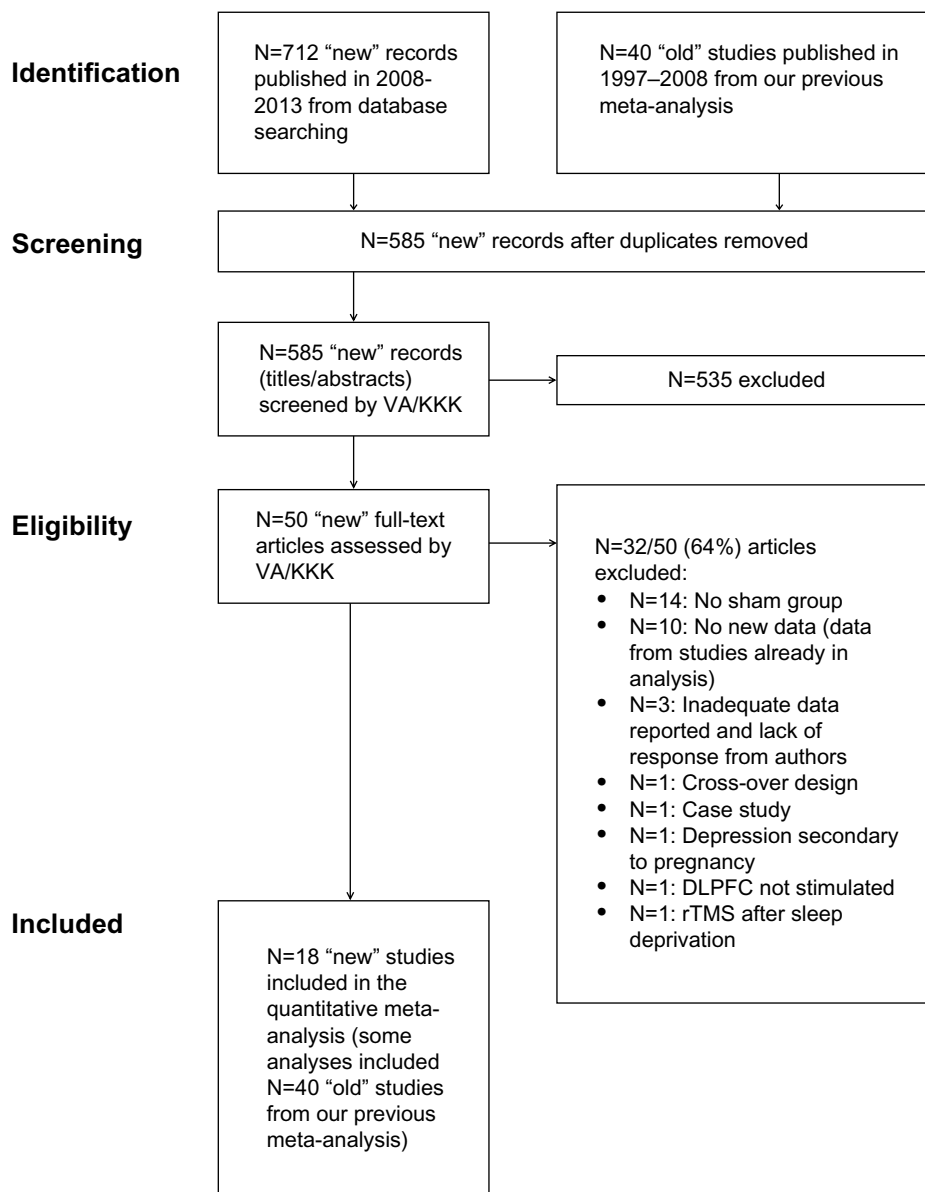 Identification
N=712 “new” records
published in 2008-
2013 from database
searching
N=40 “old” studies published in
1997–2008 from our previous
meta-analysis
Screening
N=585 “new” records after duplicates removed
N=585 “new” records
(titles/abstracts)
screened by VA/KKK
N=535 excluded
Eligibility
N=50 “new” full-text
articles assessed by
VA/KKK
N=32/50 (64%) articles
excluded:
• N=14: No sham group
• N=10: No new data (data
from studies already in
analysis)
• N=3: Inadequate data
reported and lack of
response from authors
• N=1: Cross-over design
• N=1: Case study
• N=1: Depression secondary
to pregnancy
• N=1: DLPFC not stimulated
• N=1: rTMS after sleep
deprivation
Included
N=18 “new” studies
included in the
quantitative meta-
analysis (some
analyses included
N=40 “old” studies
from our previous
meta-analysis)